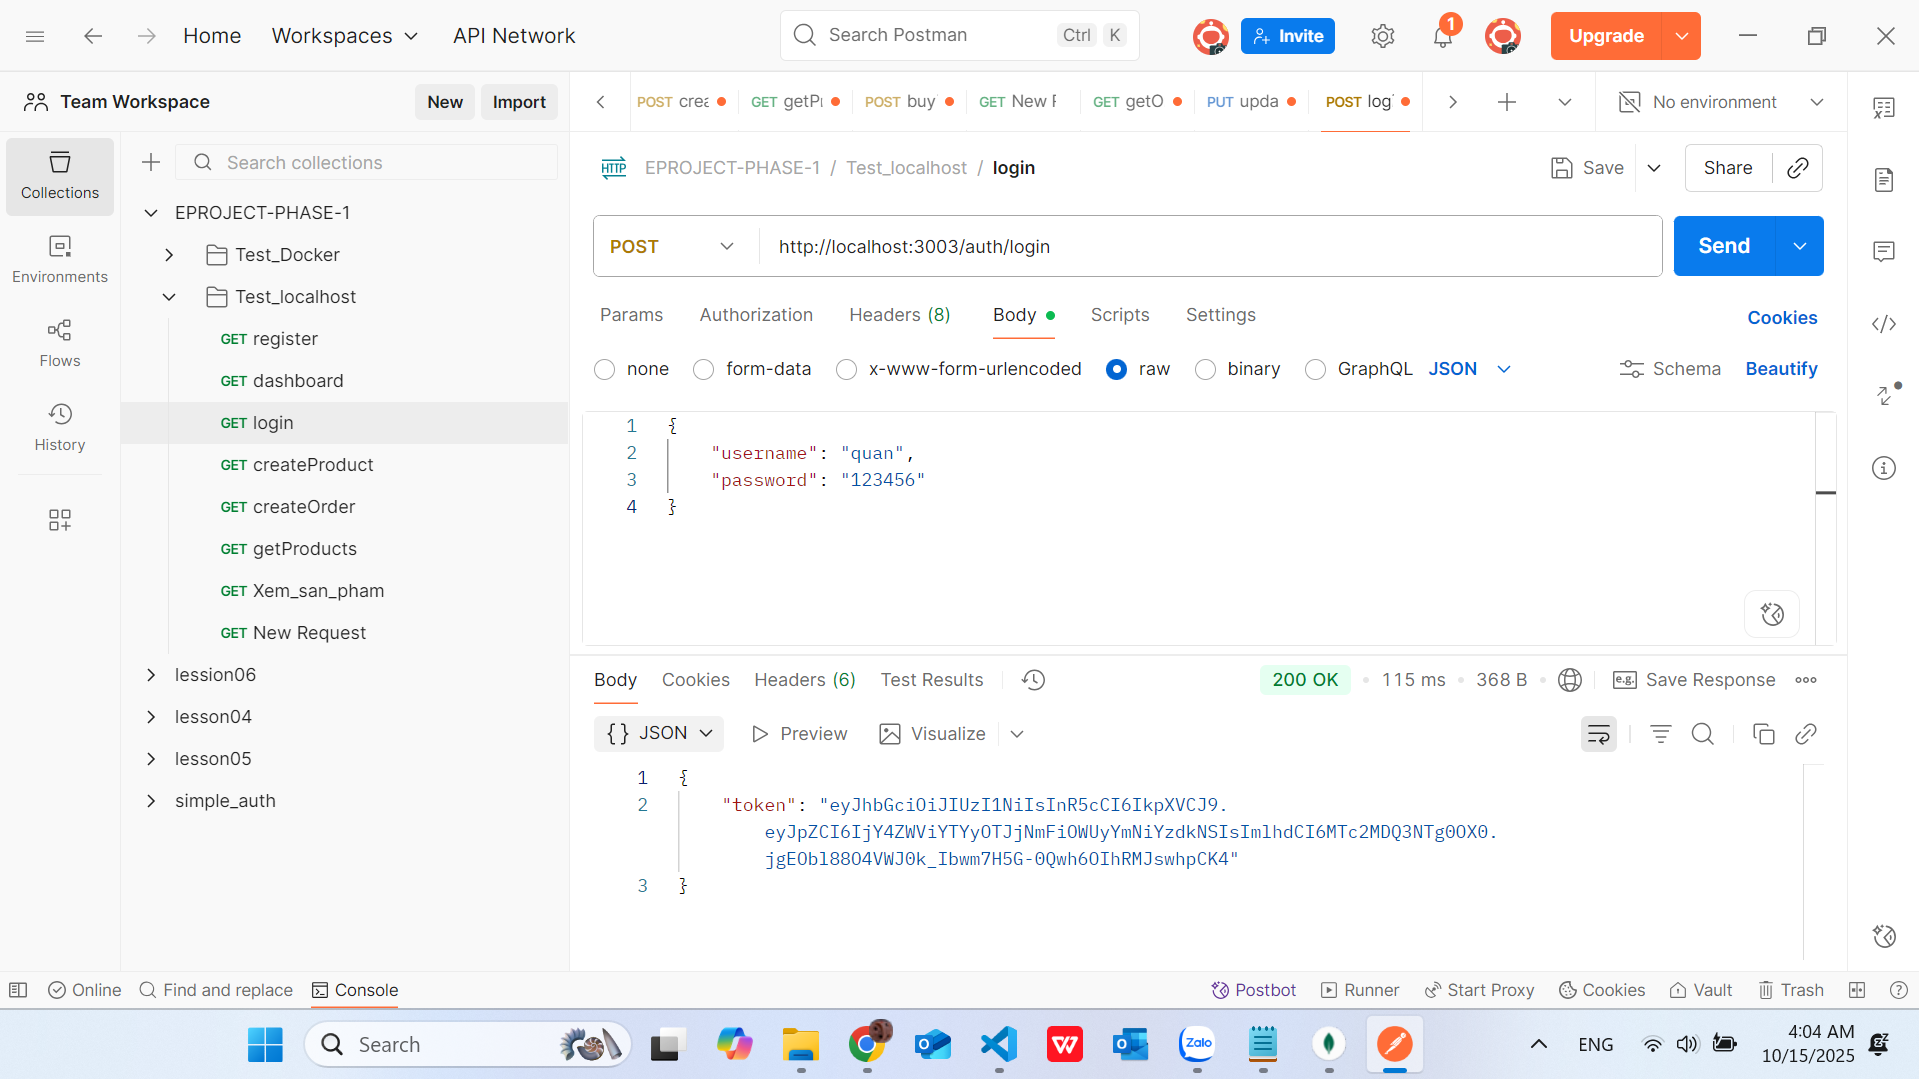 Home
Workspaces
API Network
Search Postman
Ctrl
K
Invite
1
Upgrade
Team Workspace
New
Import
POST crea
GET getPr
POST buy
GET New F
GET getO
PUT upda
POST log
No environment
Search collections
Collections
Environments
Flows
History
EPROJECT-PHASE-1
Test_Docker
Test_localhost
GET register
GET dashboard
GET login
GET createProduct
GET createOrder
GET getProducts
GET Xem_san_pham
GET New Request
lession06
lesson04
lesson05
simple_auth
HTTP EPROJECT-PHASE-1 / Test_localhost / login
Save
Share
POST
http://localhost:3003/auth/login
Send
Params
Authorization
Headers (8)
Body
Scripts
Settings
Cookies
none
form-data
x-www-form-urlencoded
raw
binary
GraphQL
JSON
Schema
Beautify
1 {
2 "username": "quan",
3 "password": "123456"
4 }
Body
Cookies
Headers (6)
Test Results
200 OK
115 ms
368 B
e.g. Save Response
{} JSON
Preview
Visualize
1 {
2 "token": "eyJhbGciOiJIUzI1NiIsInR5cCI6IkpXVCJ9.
eyJpZCI6IjY4ZWViYTYyOTJjNmFiOWUyYmNiYzdkNSIsImlhdCI6MTc2MDQ3NTg0OX0.
jgEObl88O4VWJ0k_Ibwm7H5G-0Qwh6OIhRMJswhpCK4"
3 }
Online
Find and replace
Console
Postbot
Runner
Start Proxy
Cookies
Vault
Trash
Search
Zalo
ENG
4:04 AM
10/15/2025